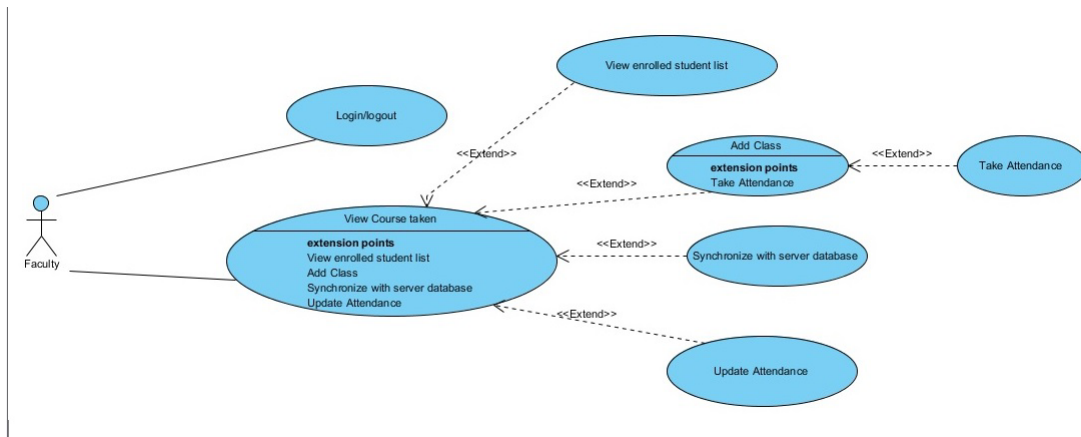 View enrolled student list
Login/logout
<<Extend>>
Add Class
extension points
Take Attendance
<<Extend>>
Take Attendance
<<Extend>>
Faculty
View Course taken
extension points
View enrolled student list
Add Class
Synchronize with server database
Update Attendance
<<Extend>>
Synchronize with server database
<<Extend>>
Update Attendance